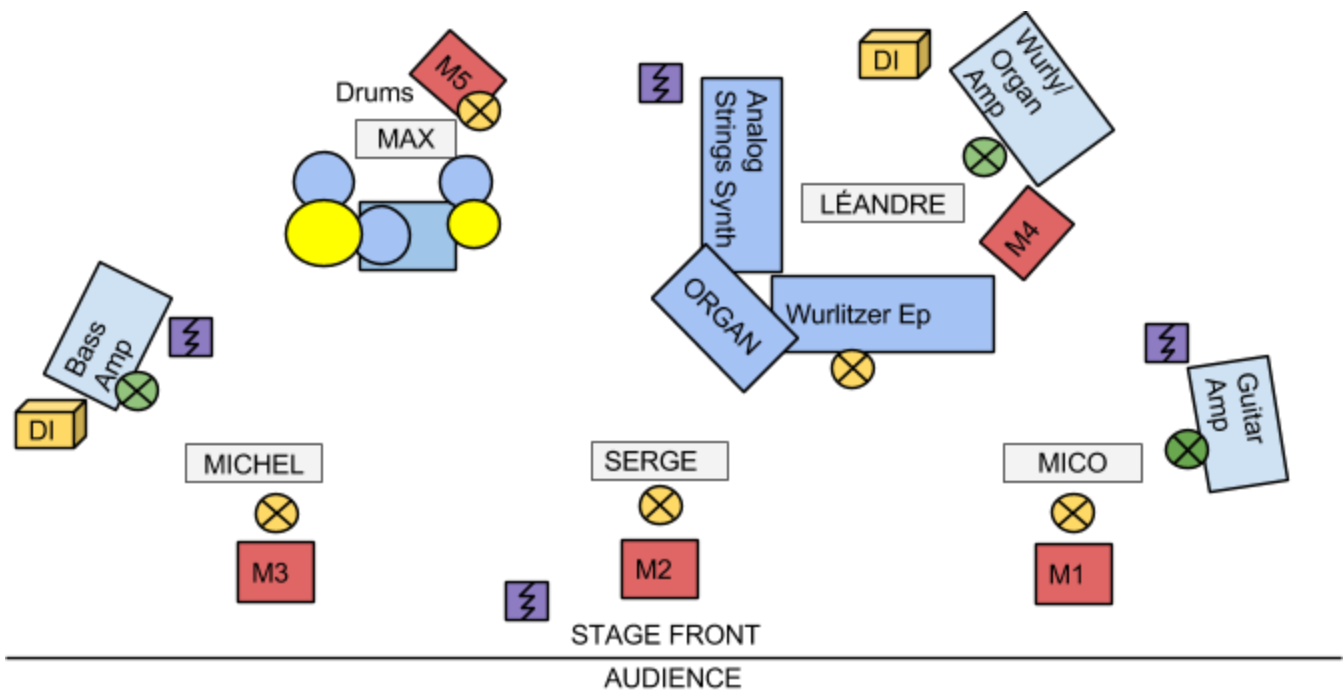 M5
Drums
MAX
DI
Wurly/
Organ
Amp
Analog
Strings Synth
LÉANDRE
M4
ORGAN
Wurlitzer Ep
Bass
Amp
DI
Guitar
Amp
MICHEL
SERGE
MICO
M3
M2
M1
STAGE FRONT
AUDIENCE